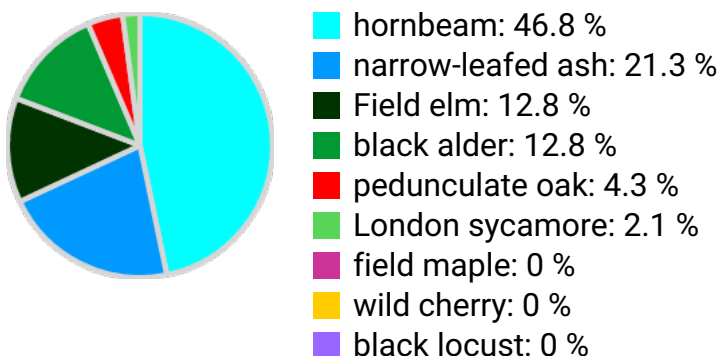 hornbeam: 46.8 %
narrow-leafed ash: 21.3 %
Field elm: 12.8 %
black alder: 12.8 %
pedunculate oak: 4.3 %
London sycamore: 2.1 %
field maple: 0 %
wild cherry: 0 %
black locust: 0 %